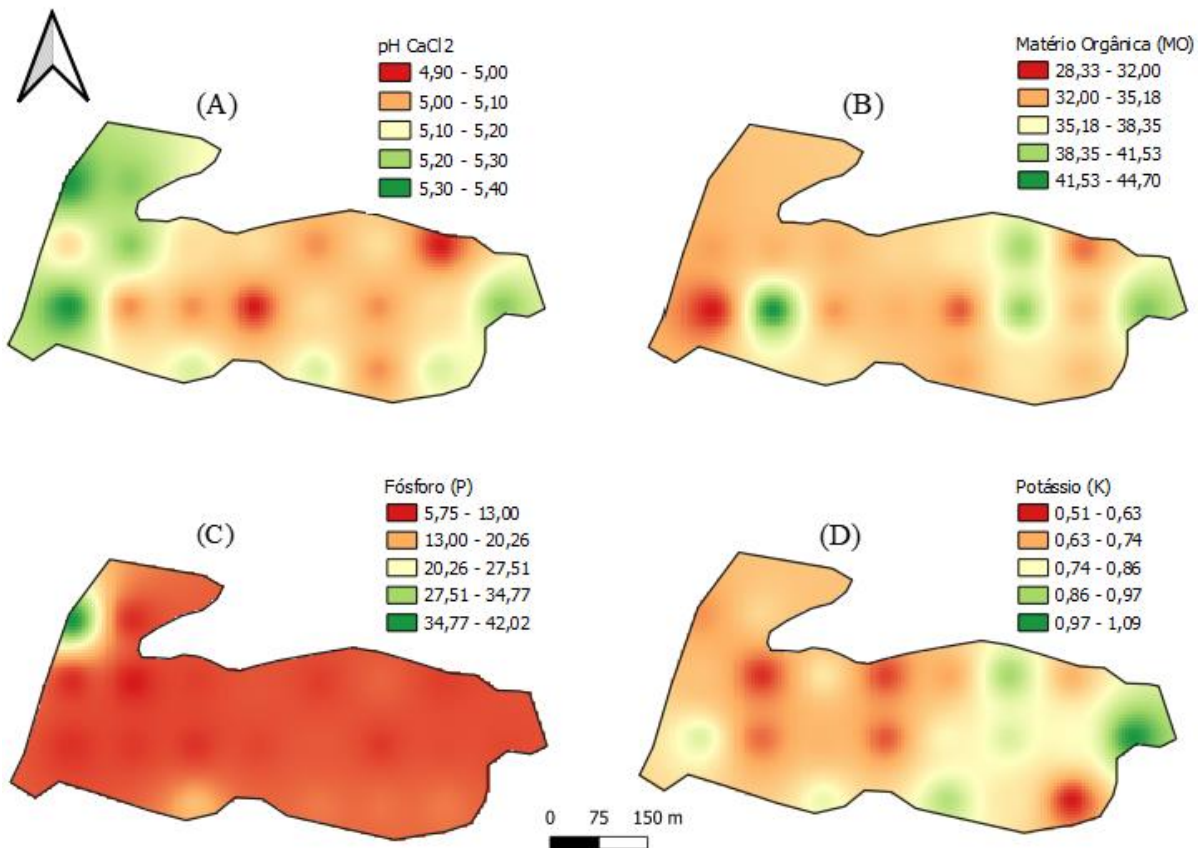 pH CaCl2
4,90 - 5,00
5,00 - 5,10
5,10 - 5,20
5,20 - 5,30
5,30 - 5,40
(A)
Matério Orgânica (MO)
28,33 - 32,00
32,00 - 35,18
35,18 - 38,35
38,35 - 41,53
41,53 - 44,70
(B)
Fósforo (P)
5,75 - 13,00
13,00 - 20,26
20,26 - 27,51
27,51 - 34,77
34,77 - 42,02
(C)
Potássio (K)
0,51 - 0,63
0,63 - 0,74
0,74 - 0,86
0,86 - 0,97
0,97 - 1,09
(D)
0 75 150 m